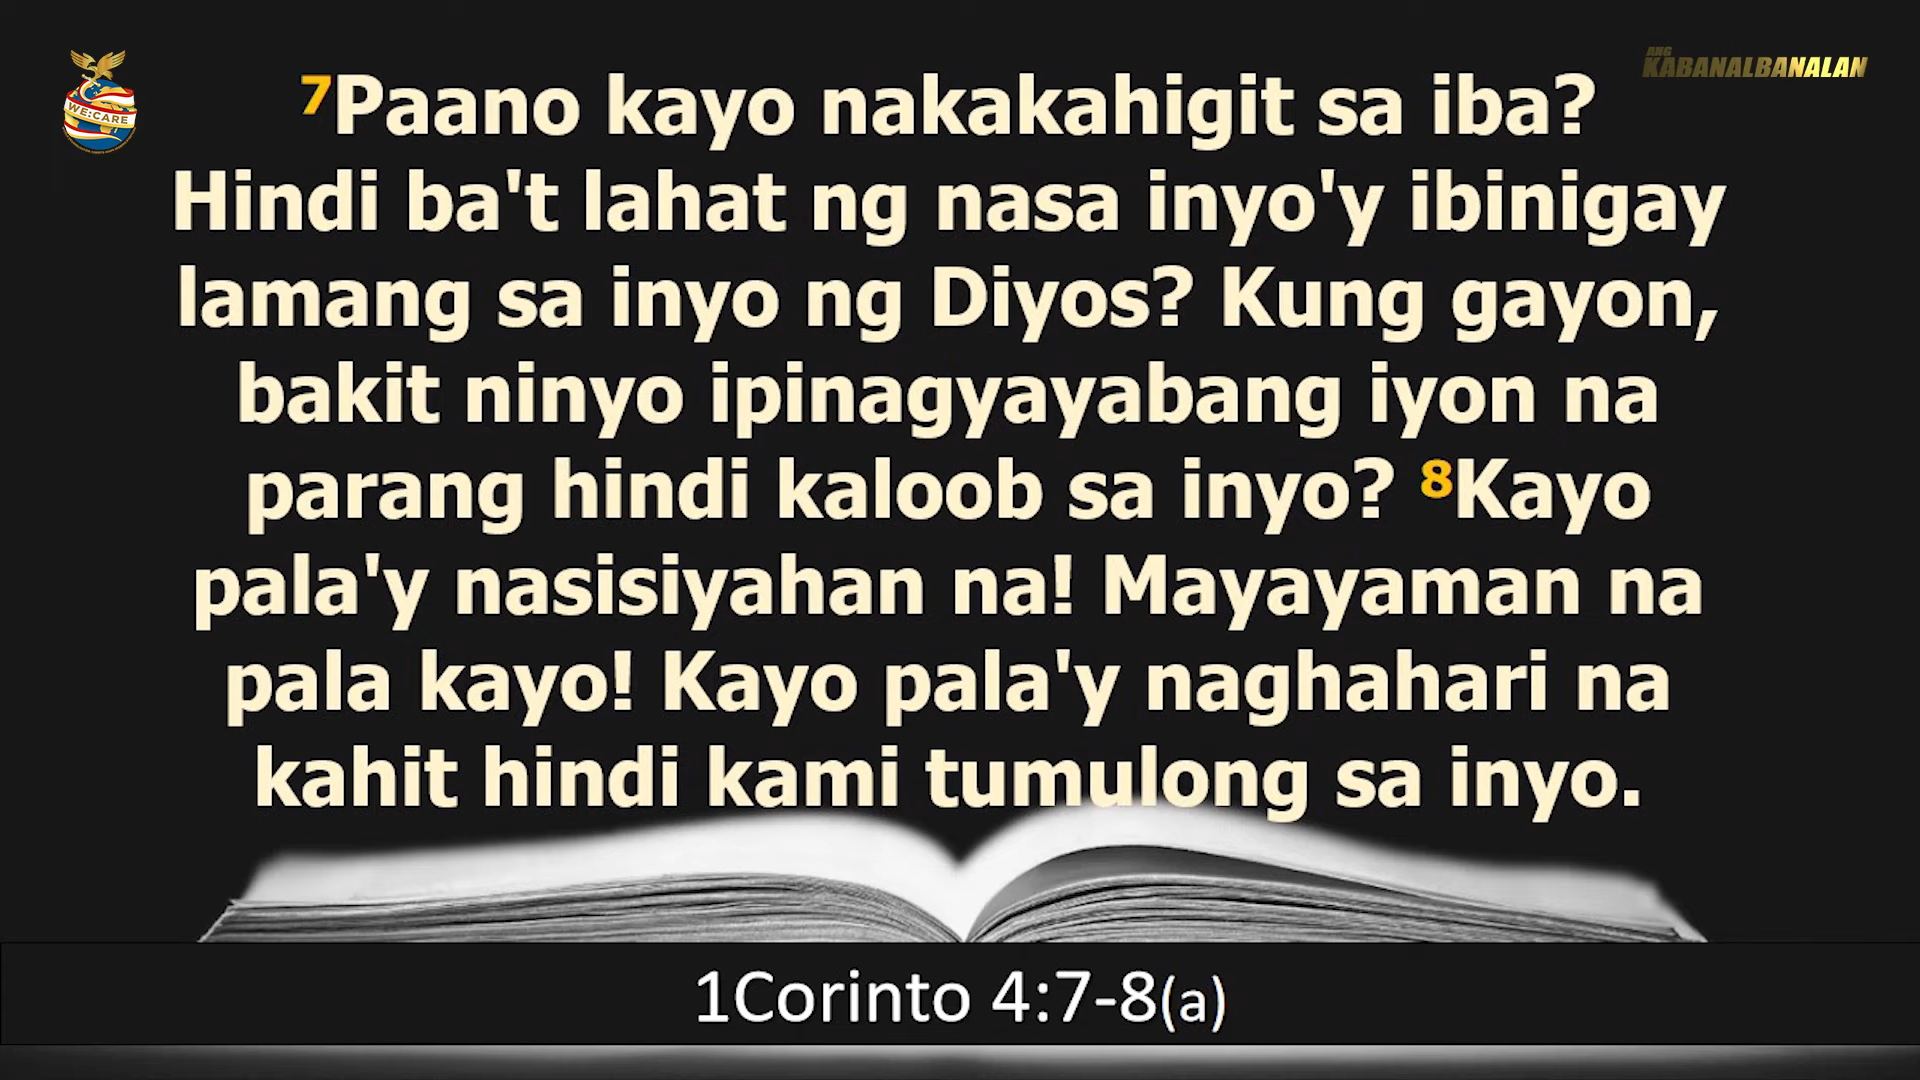 WE:CARE
ANG
KABANALBANALAN
7Paano kayo nakakahigit sa iba?
Hindi ba't lahat ng nasa inyo'y ibinigay
lamang sa inyo ng Diyos? Kung gayon,
bakit ninyo ipinagyayabang iyon na
parang hindi kaloob sa inyo? 8Kayo
pala'y nasisiyahan na! Mayayaman na
pala kayo! Kayo pala'y naghahari na
kahit hindi kami tumulong sa inyo.
1Corinto 4:7-8(a)